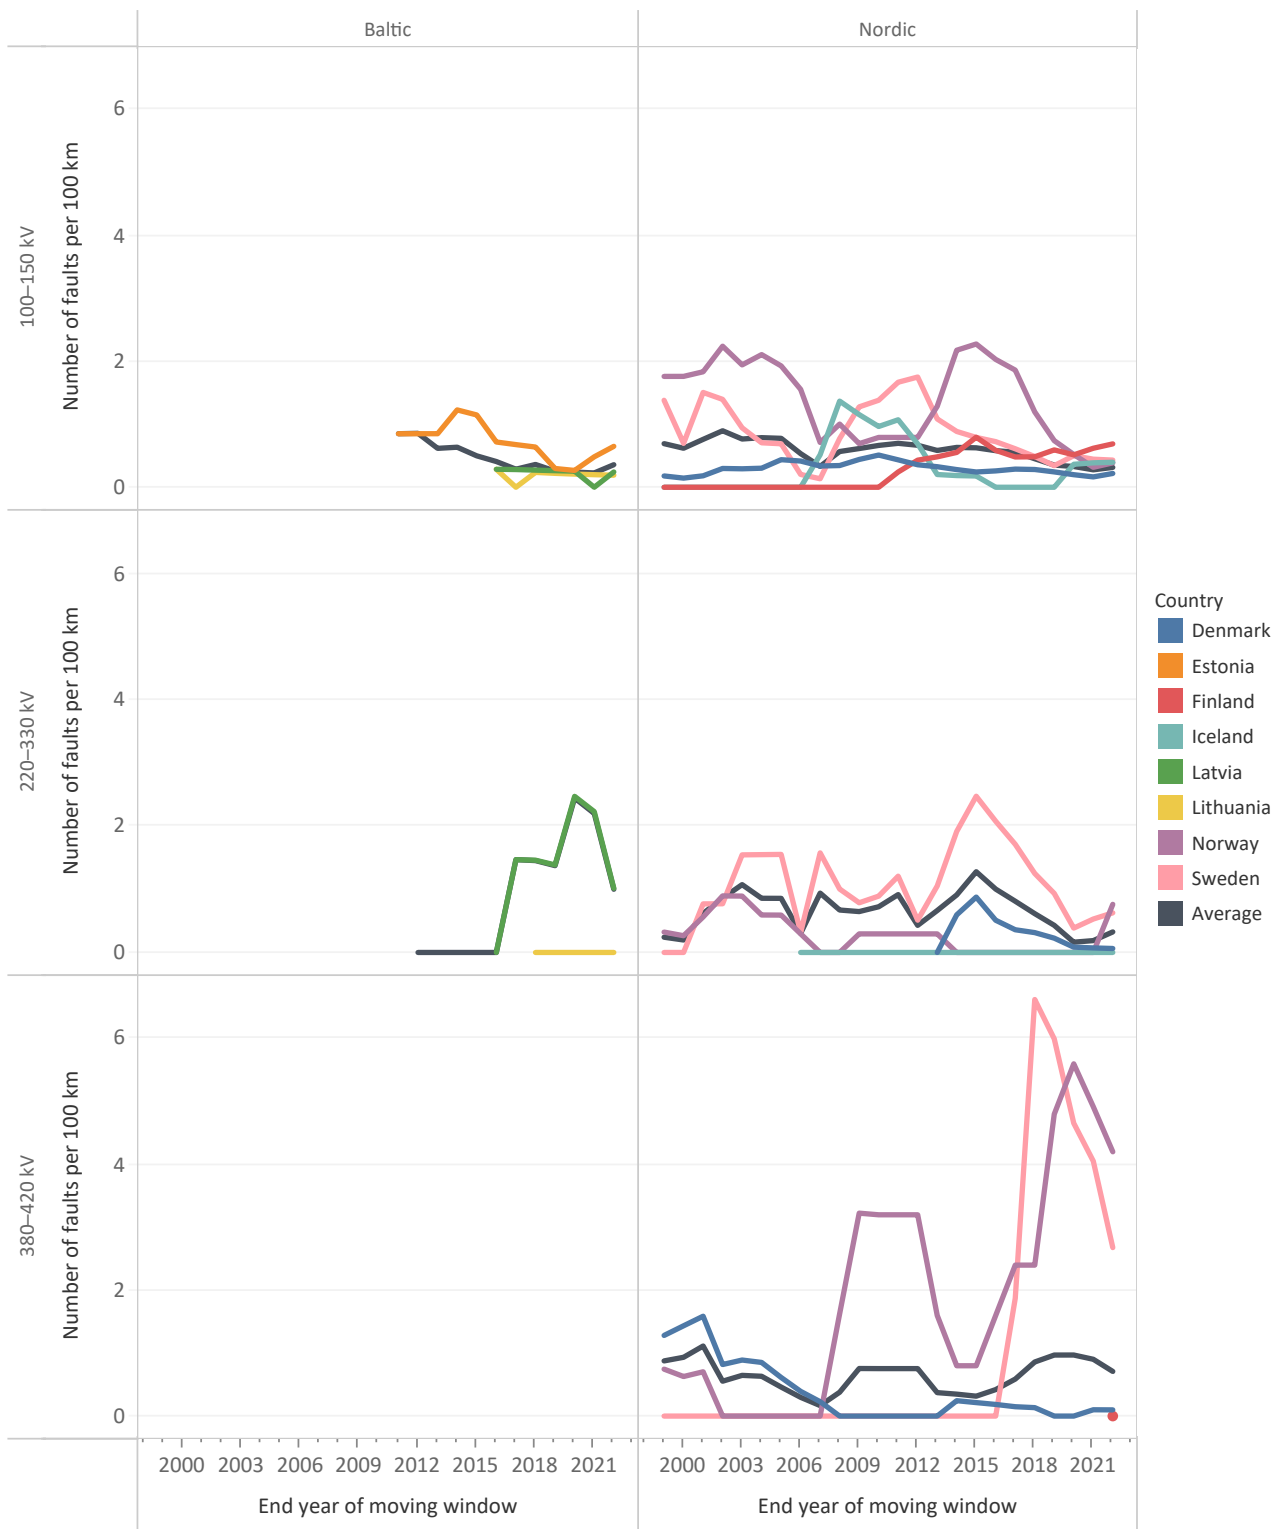 Baltic
Nordic
100–150 kV
Number of faults per 100 km
6
4
2
0
220–330 kV
Number of faults per 100 km
6
4
2
0
380–420 kV
Number of faults per 100 km
6
4
2
0
2000 2003 2006 2009 2012 2015 2018 2021
2000 2003 2006 2009 2012 2015 2018 2021
End year of moving window
End year of moving window
Country
Denmark
Estonia
Finland
Iceland
Latvia
Lithuania
Norway
Sweden
Average